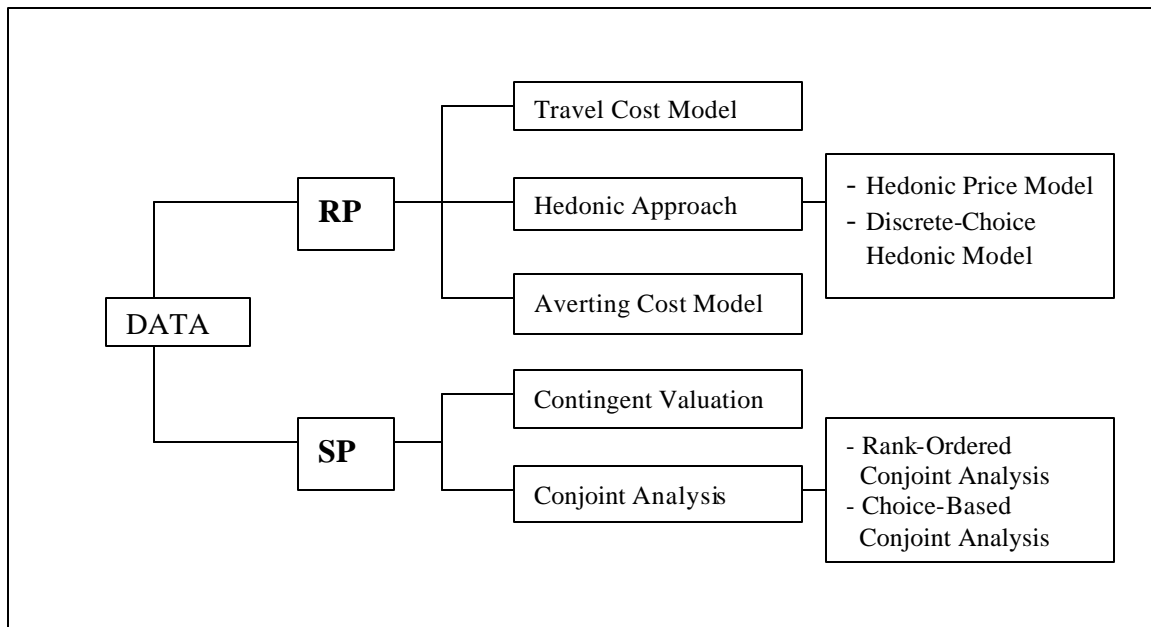 Travel Cost Model
RP
Hedonic Approach
- Hedonic Price Model
- Discrete-Choice
Hedonic Model
Averting Cost Model
DATA
Contingent Valuation
SP
Conjoint Analysis
- Rank-Ordered
Conjoint Analysis
- Choice-Based
Conjoint Analysis